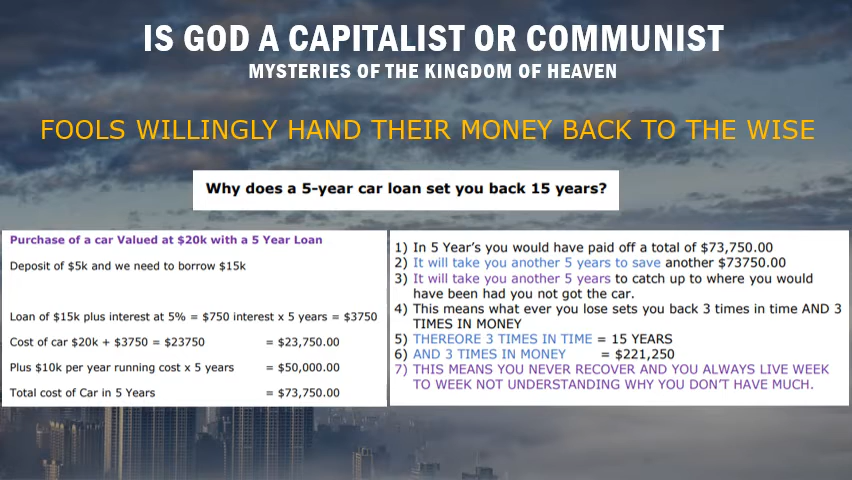 IS GOD A CAPITALIST OR COMMUNIST
MYSTERIES OF THE KINGDOM OF HEAVEN
FOOLS WILLINGLY HAND THEIR MONEY BACK TO THE WISE
Why does a 5-year car loan set you back 15 years?
Purchase of a car Valued at $20k with a 5 Year Loan
Deposit of $5k and we need to borrow $15k
Loan of $15k plus interest at 5% = $750 interest x 5 years = $3750
Cost of car $20k + $3750 = $23750 = $23,750.00
Plus $10k per year running cost x 5 years = $50,000.00
Total cost of Car in 5 Years = $73,750.00
1) In 5 Year's you would have paid off a total of $73,750.00
2) It will take you another 5 years to save another $73750.00
3) It will take you another 5 years to catch up to where you would
have been had you not got the car.
4) This means what ever you lose sets you back 3 times in time AND 3
TIMES IN MONEY
5) THEREORE 3 TIMES IN TIME = 15 YEARS
6) AND 3 TIMES IN MONEY = $221,250
7) THIS MEANS YOU NEVER RECOVER AND YOU ALWAYS LIVE WEEK
TO WEEK NOT UNDERSTANDING WHY YOU DON'T HAVE MUCH.